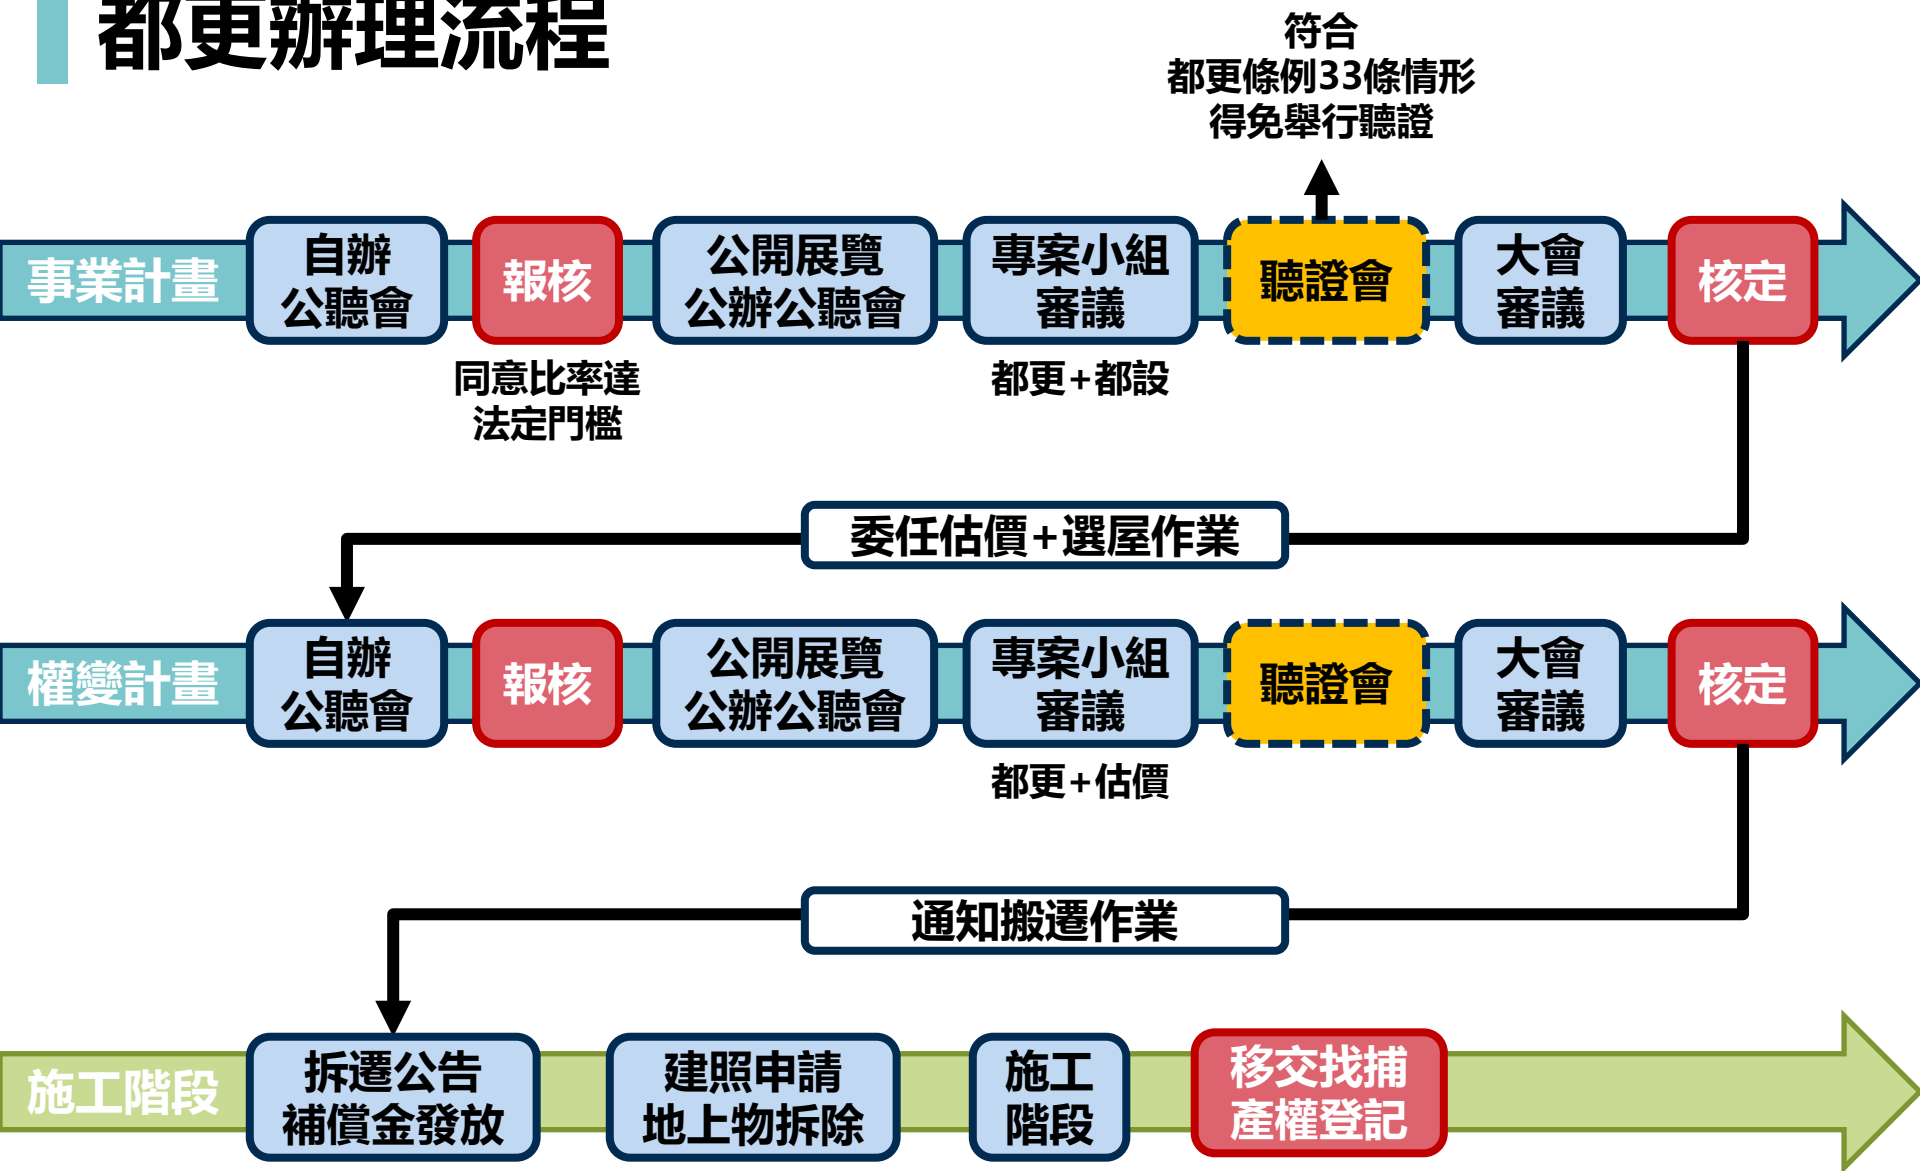 都更辦理流程
符合
都更條例33條情形
得免舉行聽證
事業計畫
自辦
公聽會
報核
公開展覽
公辦公聽會
專案小組
審議
聽證會
大會
審議
核定
同意比率達
法定門檻
都更+都設
委任估價+選屋作業
權變計畫
自辦
公聽會
報核
公開展覽
公辦公聽會
專案小組
審議
聽證會
大會
審議
核定
都更+估價
通知搬遷作業
施工階段
拆遷公告
補償金發放
建照申請
地上物拆除
施工
階段
移交找捕
產權登記